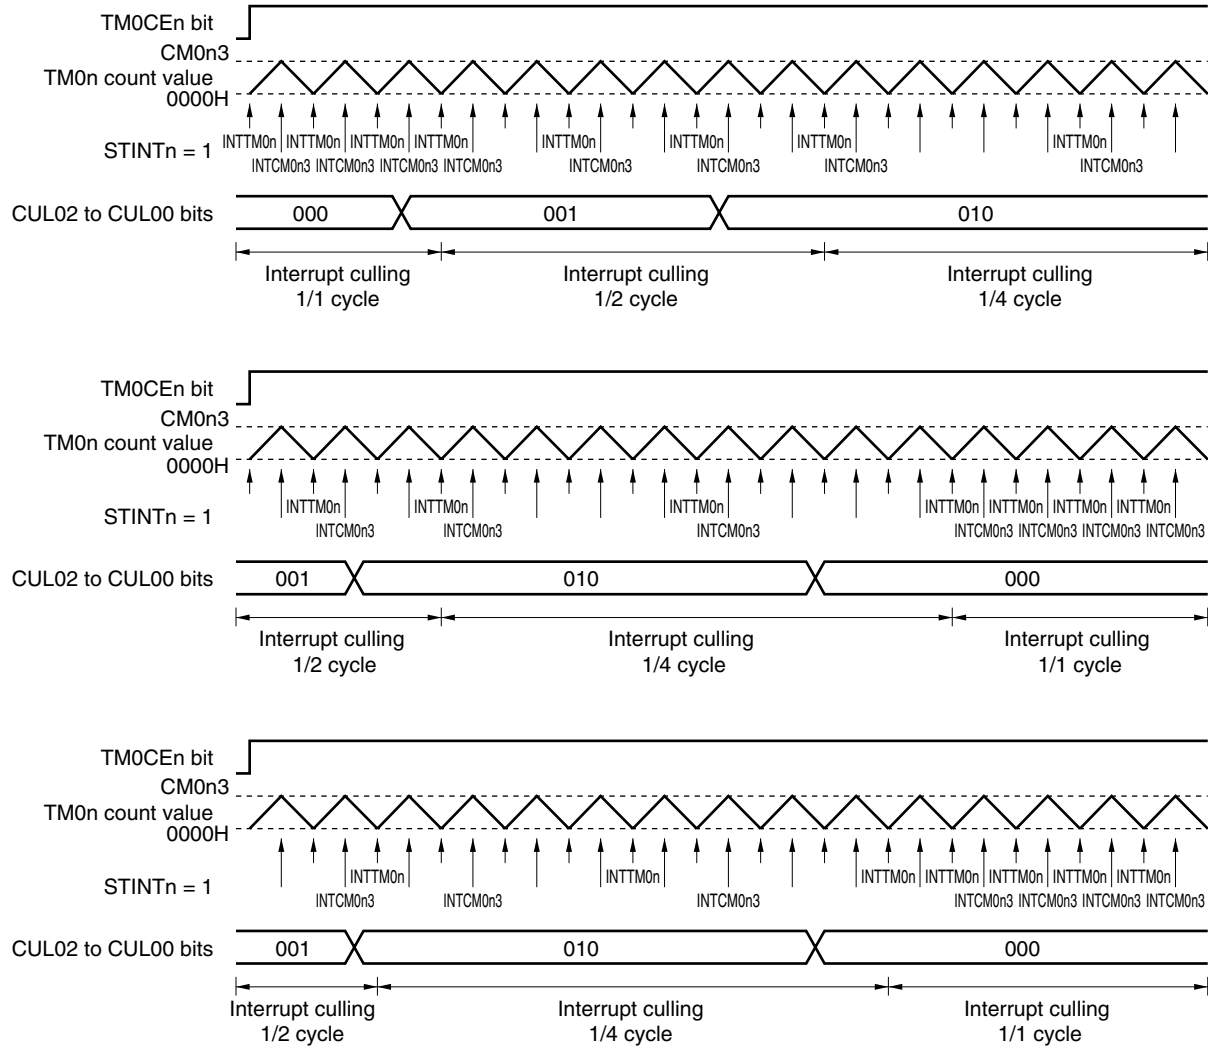 TM0CEn bit
CM0n3
TM0n count value
0000H
INTTM0n INTTM0n INTTM0n INTTM0n INTTM0n INTTM0n INTTM0n INTTM0n
STINTn = 1
INTCM0n3 INTCM0n3 INTCM0n3 INTCM0n3 INTCM0n3 INTCM0n3 INTCM0n3 INTCM0n3
CUL02 to CUL00 bits 000 001 010
Interrupt culling Interrupt culling Interrupt culling
1/1 cycle 1/2 cycle 1/4 cycle
TM0CEn bit
CM0n3
TM0n count value
0000H
INTTM0n INTTM0n INTTM0n INTTM0n INTTM0n INTTM0n INTTM0n
STINTn = 1
INTCM0n3 INTCM0n3 INTCM0n3 INTCM0n3 INTCM0n3 INTCM0n3 INTCM0n3
CUL02 to CUL00 bits 001 010 000
Interrupt culling Interrupt culling Interrupt culling
1/2 cycle 1/4 cycle 1/1 cycle
TM0CEn bit
CM0n3
TM0n count value
0000H
INTTM0n INTTM0n INTTM0n INTTM0n INTTM0n INTTM0n INTTM0n
STINTn = 1
INTCM0n3 INTCM0n3 INTCM0n3 INTCM0n3 INTCM0n3 INTCM0n3 INTCM0n3
CUL02 to CUL00 bits 001 010 000
Interrupt culling Interrupt culling Interrupt culling
1/2 cycle 1/4 cycle 1/1 cycle